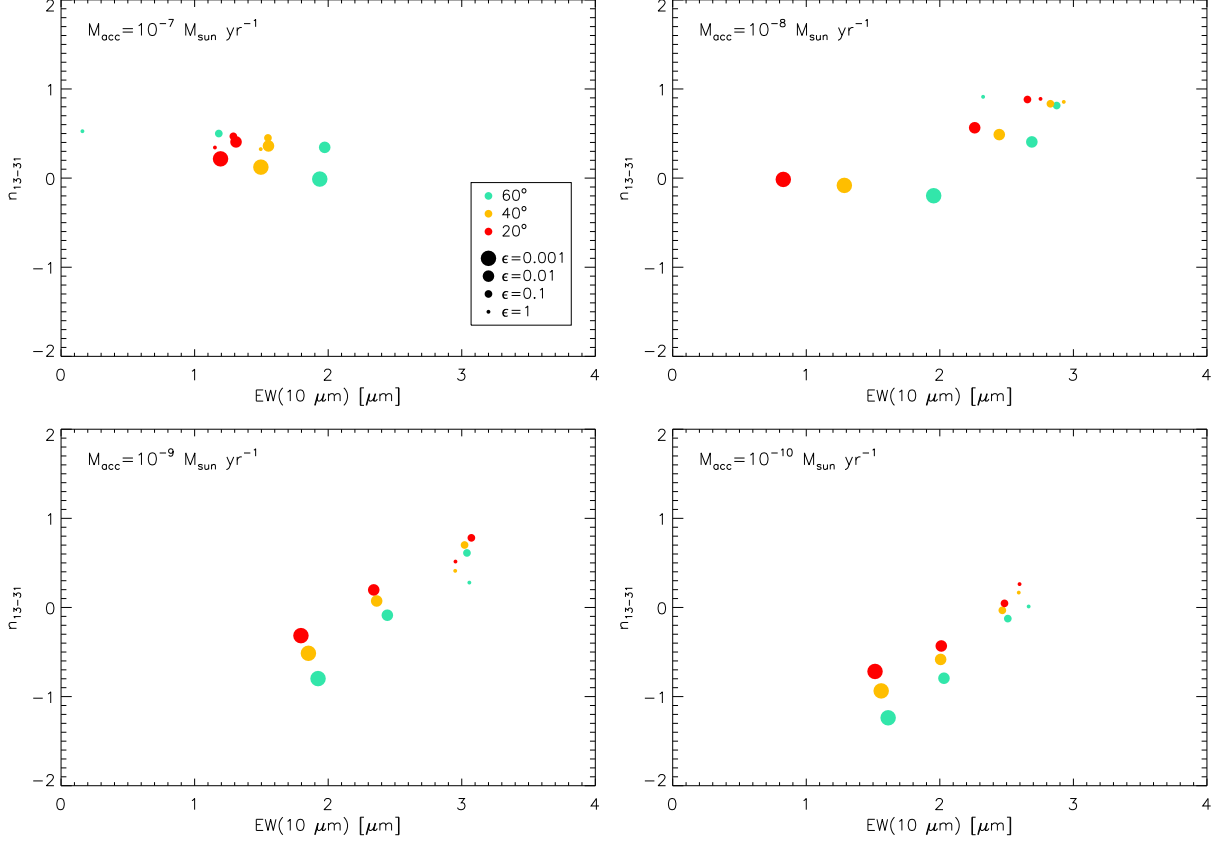 M_acc=10^-7 M_sun yr^-1
2
1
0
−1
−2
n_13−31
0 1 2 3 4
EW(10 μm) [μm]
60°
40°
20°
ϵ=0.001
ϵ=0.01
ϵ=0.1
ϵ=1
M_acc=10^-8 M_sun yr^-1
2
1
0
−1
−2
n_13−31
0 1 2 3 4
EW(10 μm) [μm]
M_acc=10^-9 M_sun yr^-1
2
1
0
−1
−2
n_13−31
0 1 2 3 4
EW(10 μm) [μm]
M_acc=10^-10 M_sun yr^-1
2
1
0
−1
−2
n_13−31
0 1 2 3 4
EW(10 μm) [μm]